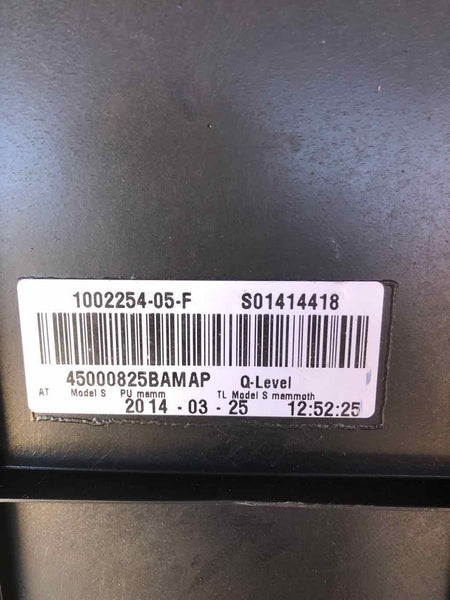 1002254-05-F S01414418
45000825BAMAP Q-Level
AT Model S PU mamm TL Model S mammoth
2014 - 03 - 25 12:52:25